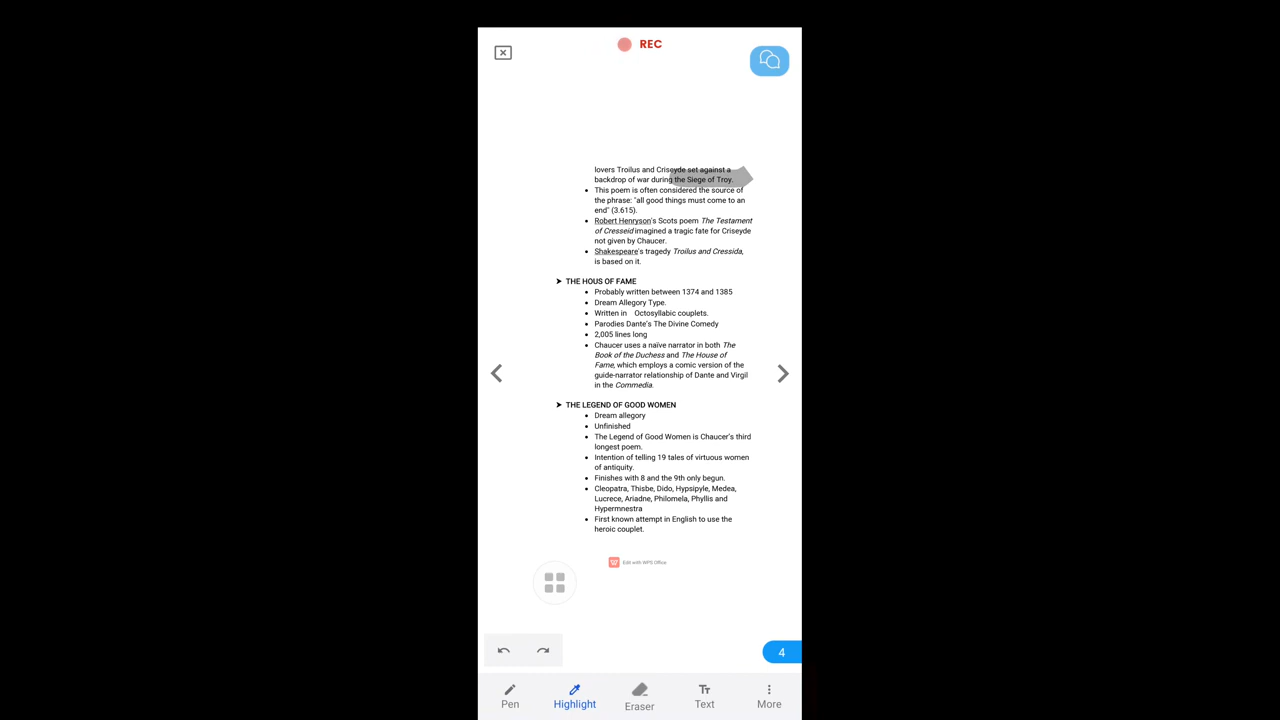 REC
lovers Troilus and Criseyde set against a
backdrop of war during the Siege of Troy.
• This poem is often considered the source of
the phrase: "all good things must come to an
end" (3.615).
• Robert Henryson's Scots poem The Testament
of Cresseid imagined a tragic fate for Criseyde
not given by Chaucer.
• Shakespeare's tragedy Troilus and Cressida,
is based on it.
➤ THE HOUS OF FAME
• Probably written between 1374 and 1385
• Dream Allegory Type.
• Written in Octosyllabic couplets.
• Parodies Dante's The Divine Comedy
• 2,005 lines long
• Chaucer uses a naïve narrator in both The
Book of the Duchess and The House of
Fame, which employs a comic version of the
guide-narrator relationship of Dante and Virgil
in the Commedia.
➤ THE LEGEND OF GOOD WOMEN
• Dream allegory
• Unfinished
• The Legend of Good Women is Chaucer's third
longest poem.
• Intention of telling 19 tales of virtuous women
of antiquity.
• Finishes with 8 and the 9th only begun.
• Cleopatra, Thisbe, Dido, Hypsipyle, Medea,
Lucrece, Ariadne, Philomela, Phyllis and
Hypermnestra
• First known attempt in English to use the
heroic couplet.
Edit with WPS Office
4
Pen Highlight Eraser Text More